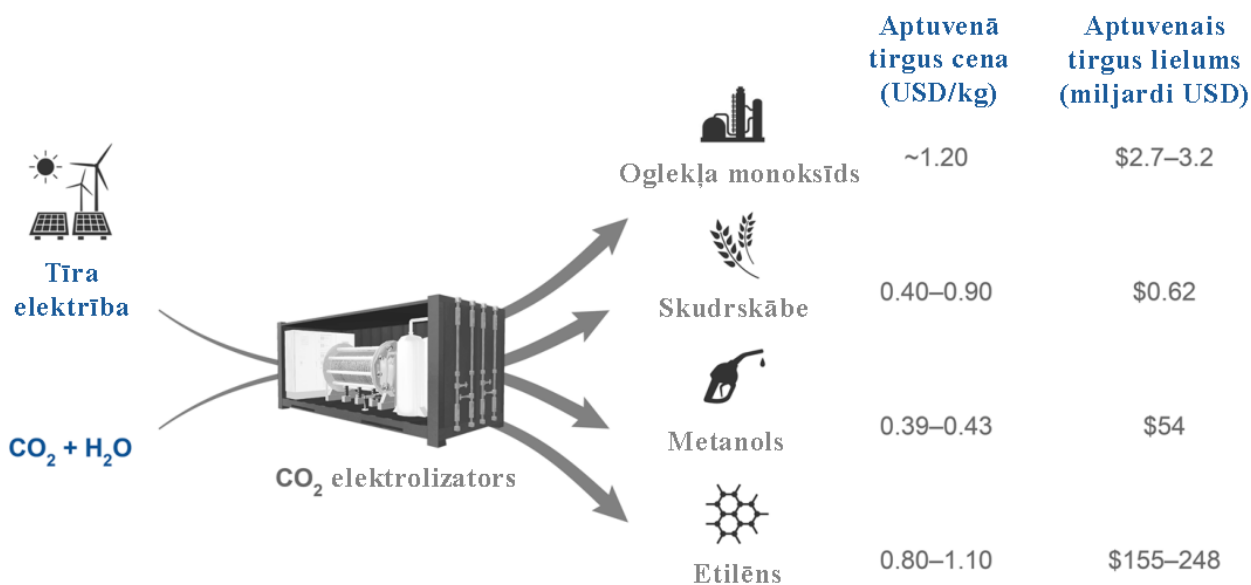 Aptuvenā
tirgus cena
(USD/kg)
Aptuvenais
tirgus lielums
(miljardi USD)
Oglekļa monoksīds
~1.20
$2.7–3.2
Tīra
elektrība
Skudrskābe
0.40–0.90
$0.62
Metanols
0.39–0.43
$54
CO₂ + H₂O
CO₂ elektrolizators
Etilēns
0.80–1.10
$155–248